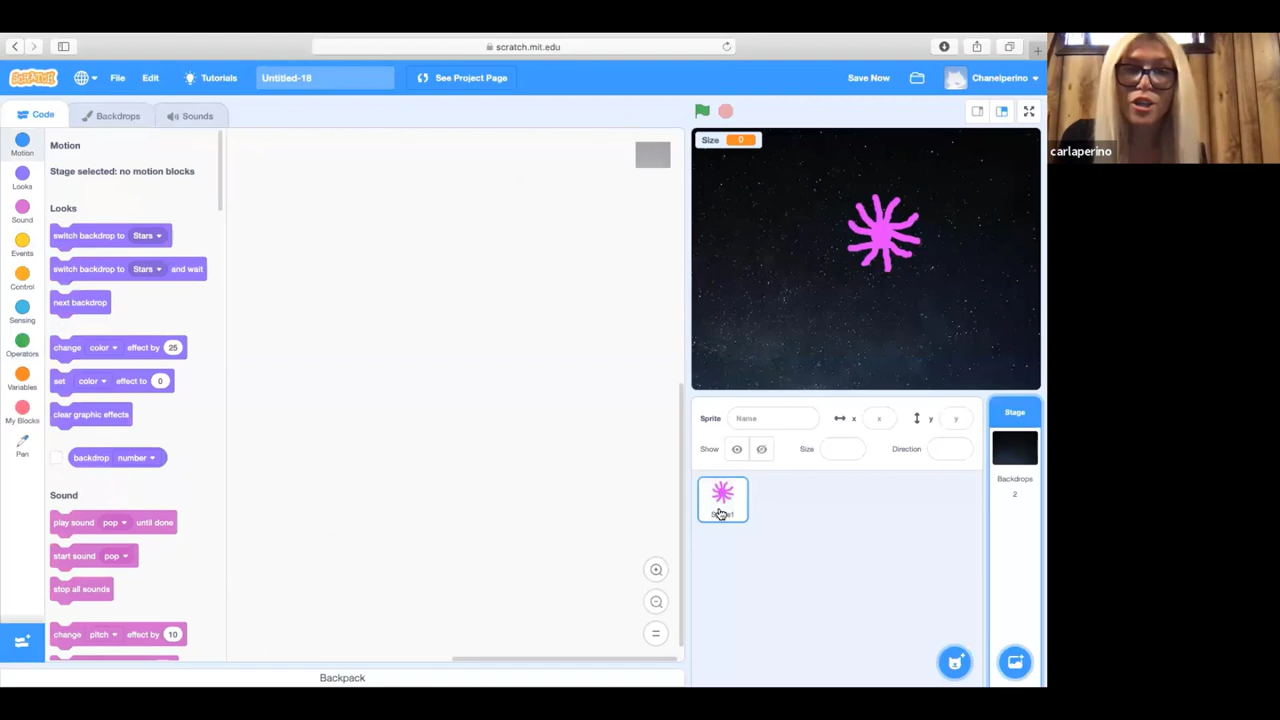 scratch.mit.edu
SCRATCH
File
Edit
Tutorials
Untitled-18
See Project Page
Save Now
Chanelperino
Code
Backdrops
Sounds
Motion
Looks
Sound
Events
Control
Sensing
Operators
Variables
My Blocks
Pen
Motion
Stage selected: no motion blocks
Looks
switch backdrop to Stars
switch backdrop to Stars and wait
next backdrop
change color effect by 25
set color effect to 0
clear graphic effects
backdrop number
Sound
play sound pop until done
start sound pop
stop all sounds
change pitch effect by 10
Backpack
Size 0
Sprite Name x x y y
Show Size Direction
Stage
Backdrops
2
carlaperino